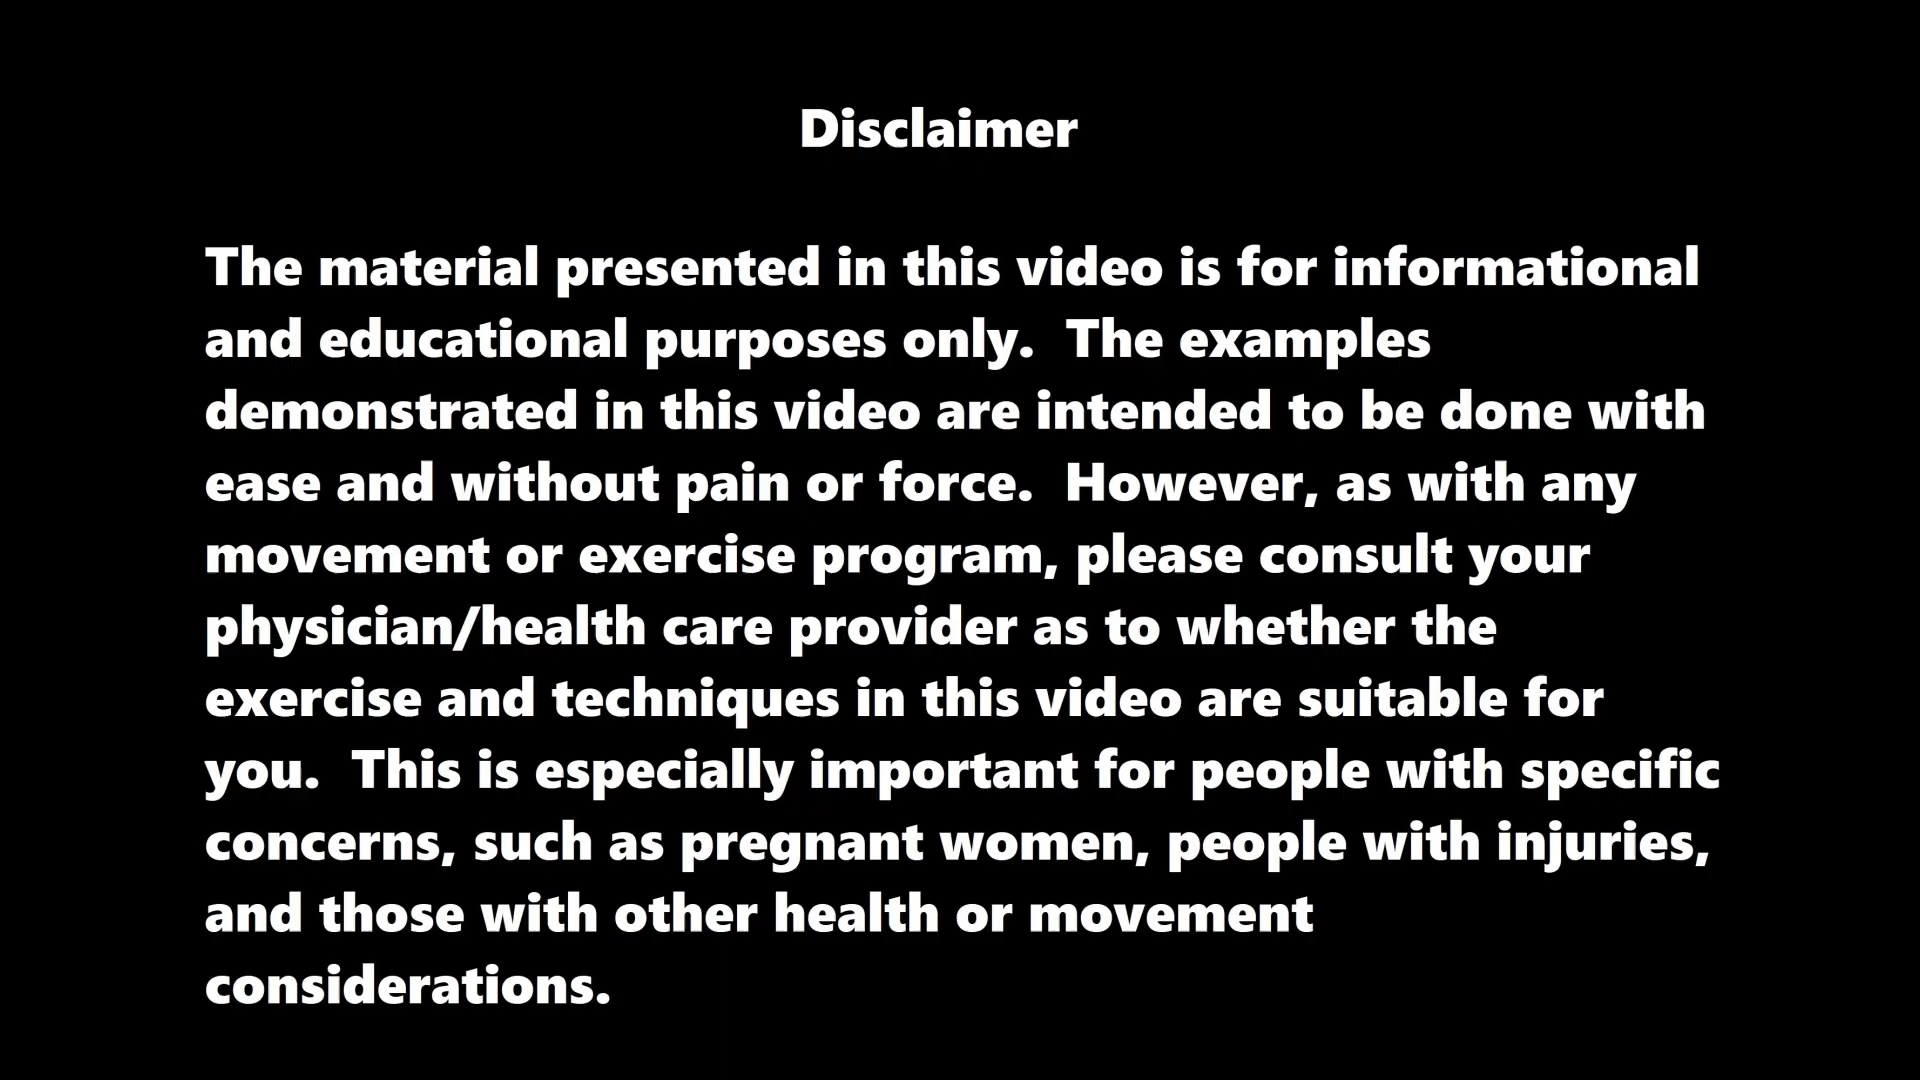 Disclaimer
The material presented in this video is for informational
and educational purposes only.  The examples
demonstrated in this video are intended to be done with
ease and without pain or force.  However, as with any
movement or exercise program, please consult your
physician/health care provider as to whether the
exercise and techniques in this video are suitable for
you.  This is especially important for people with specific
concerns, such as pregnant women, people with injuries,
and those with other health or movement
considerations.